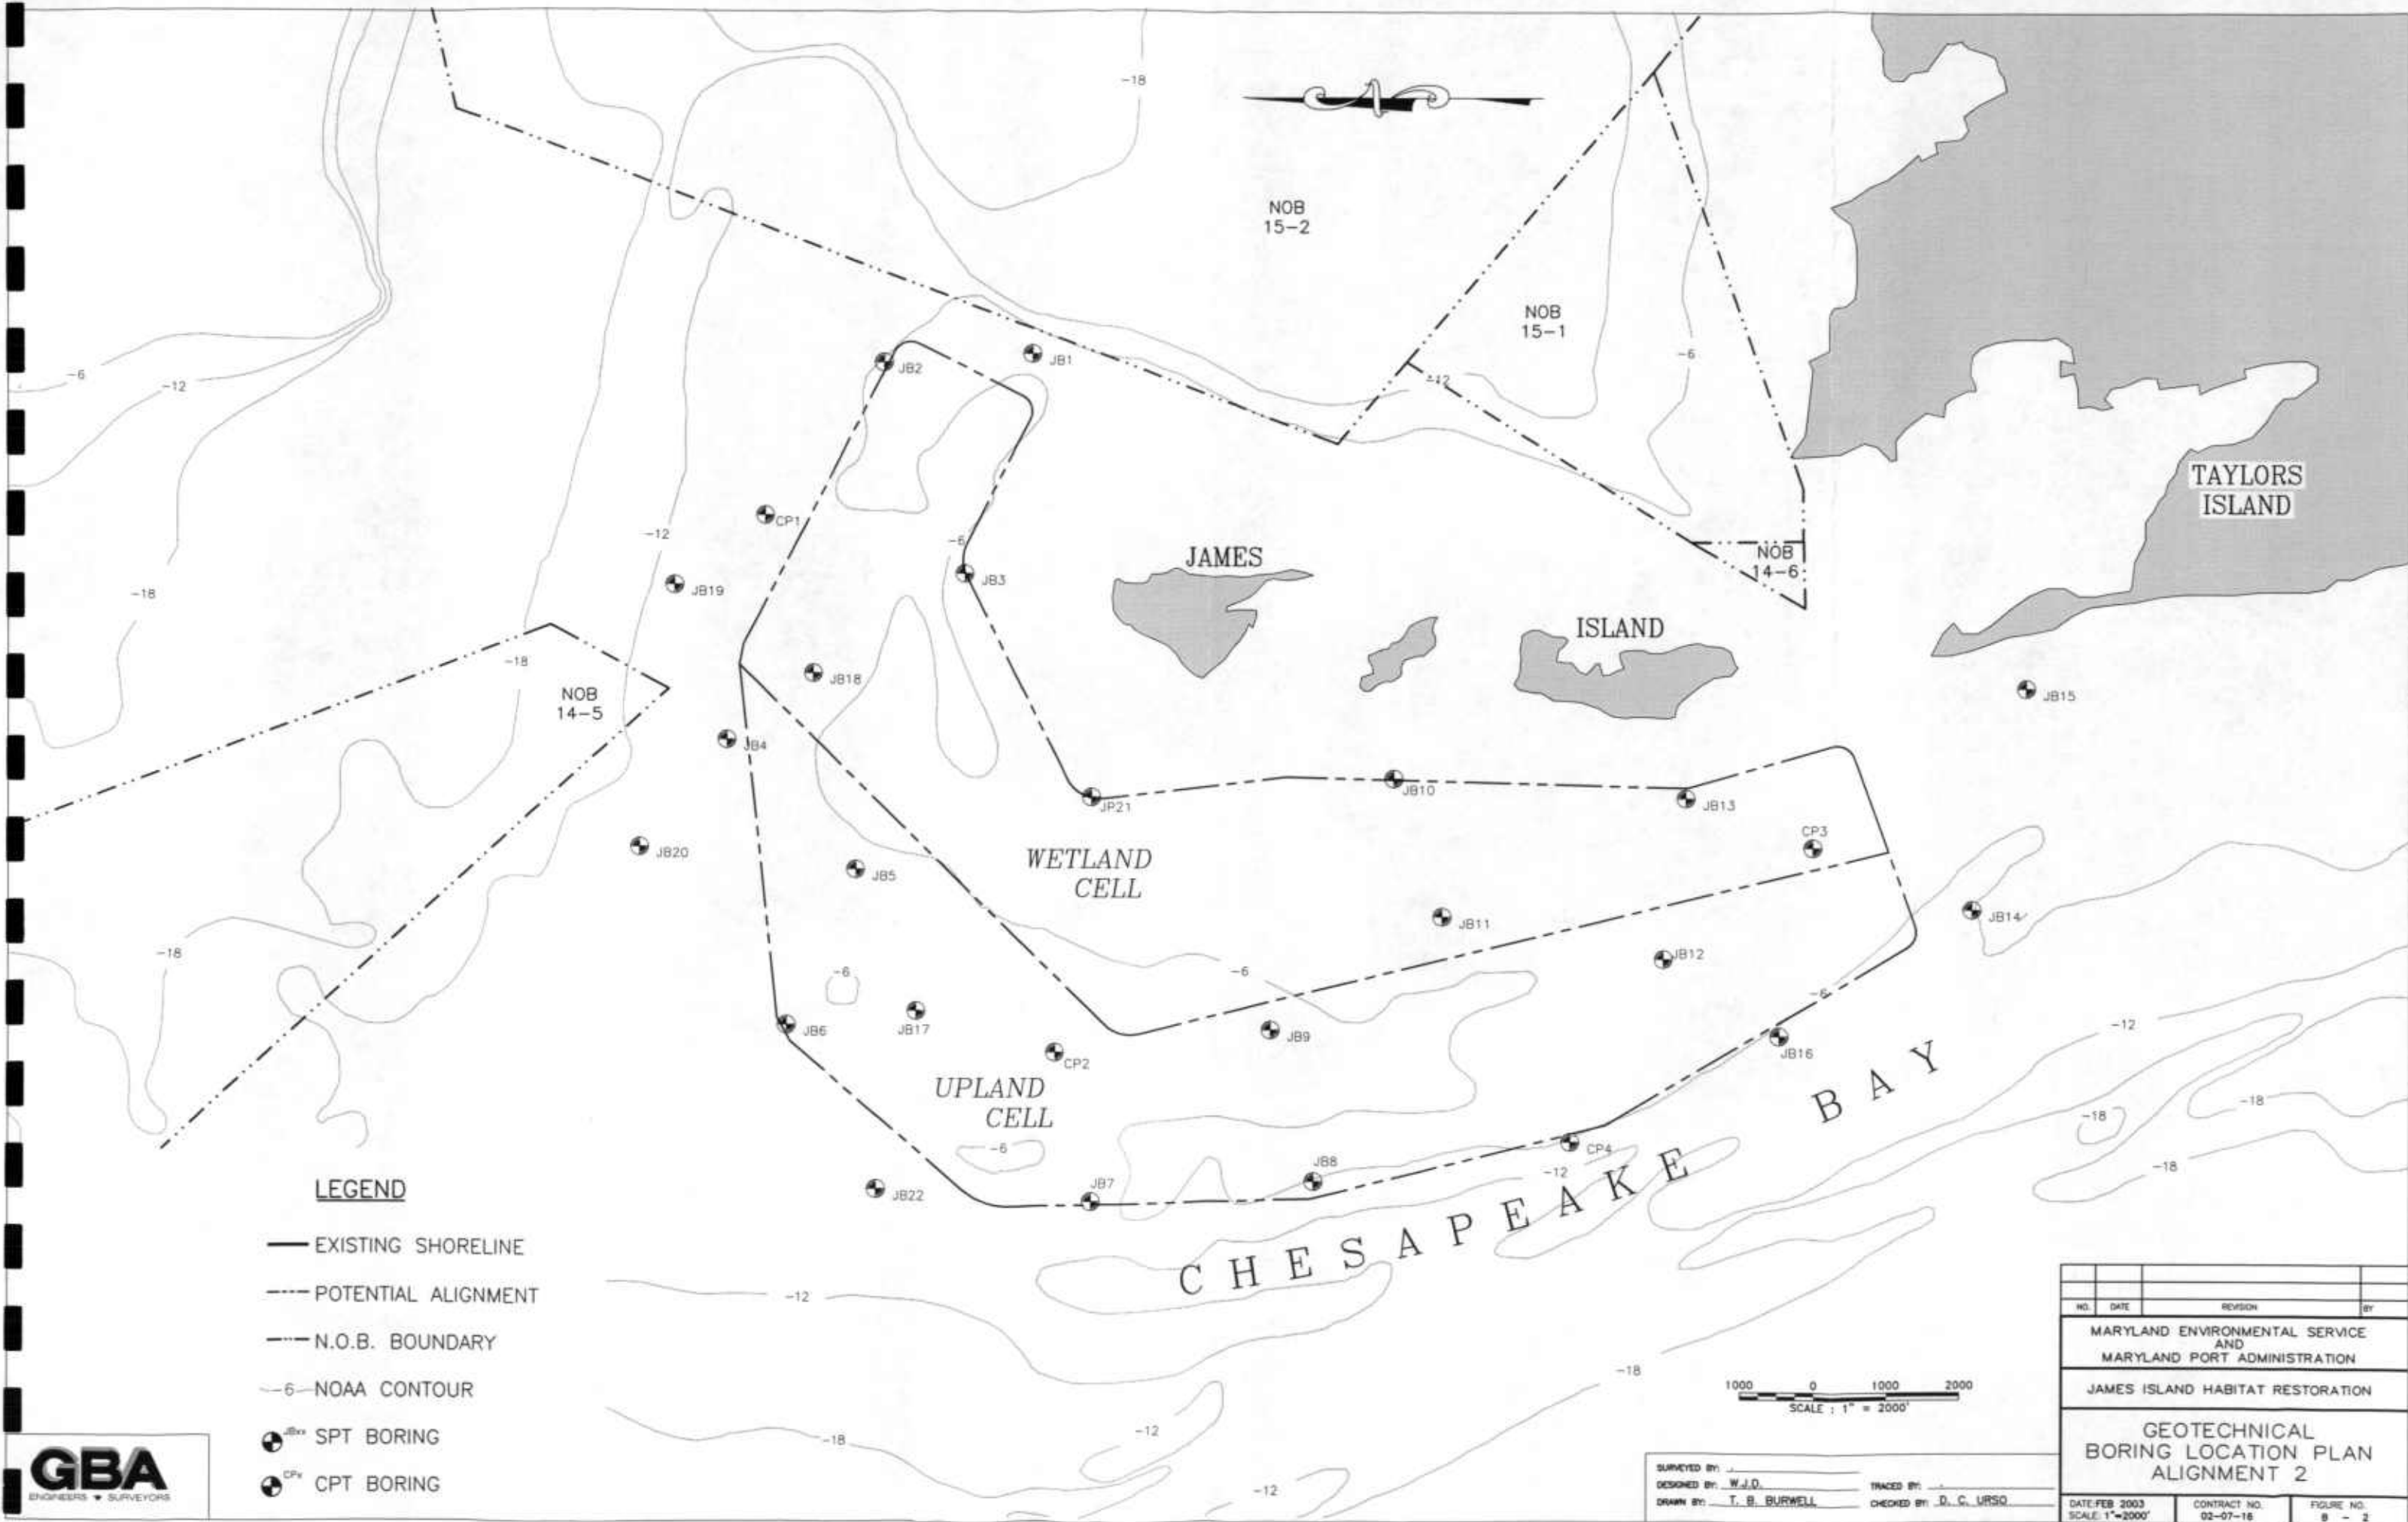 -18
NOB
15-2
NOB
15-1
-6
-12
-6
-12
JB2
JB1
-12
CP1
-6
JB3
JB19
-18
JAMES
ISLAND
NOB
14-6
TAYLORS
ISLAND
-18
NOB
14-5
JB18
JB4
JB15
JP21
JB10
JB13
CP3
JB20
JB5
WETLAND
CELL
JB11
JB14
-18
-6
-6
JB12
-6
JB6
JB17
JB9
JB16
-12
CP2
UPLAND
CELL
-6
CP4
-18
-18
-18
JB22
JB7
JB8
-12
CHESAPEAKE BAY
-12
-18
-18
-12
-12
LEGEND
EXISTING SHORELINE
POTENTIAL ALIGNMENT
N.O.B. BOUNDARY
-6- NOAA CONTOUR
JBxx SPT BORING
CPx CPT BORING
GBA
ENGINEERS ♥ SURVEYORS
1000 0 1000 2000
SCALE : 1" = 2000'
SURVEYED BY: .
DESIGNED BY: W.J.D. TRACED BY: .
DRAWN BY: T. B. BURWELL CHECKED BY: D. C. URSO
NO. DATE REVISION BY
MARYLAND ENVIRONMENTAL SERVICE
AND
MARYLAND PORT ADMINISTRATION
JAMES ISLAND HABITAT RESTORATION
GEOTECHNICAL
BORING LOCATION PLAN
ALIGNMENT 2
DATE:FEB 2003
SCALE: 1"=2000'
CONTRACT NO.
02-07-16
FIGURE NO.
B - 2